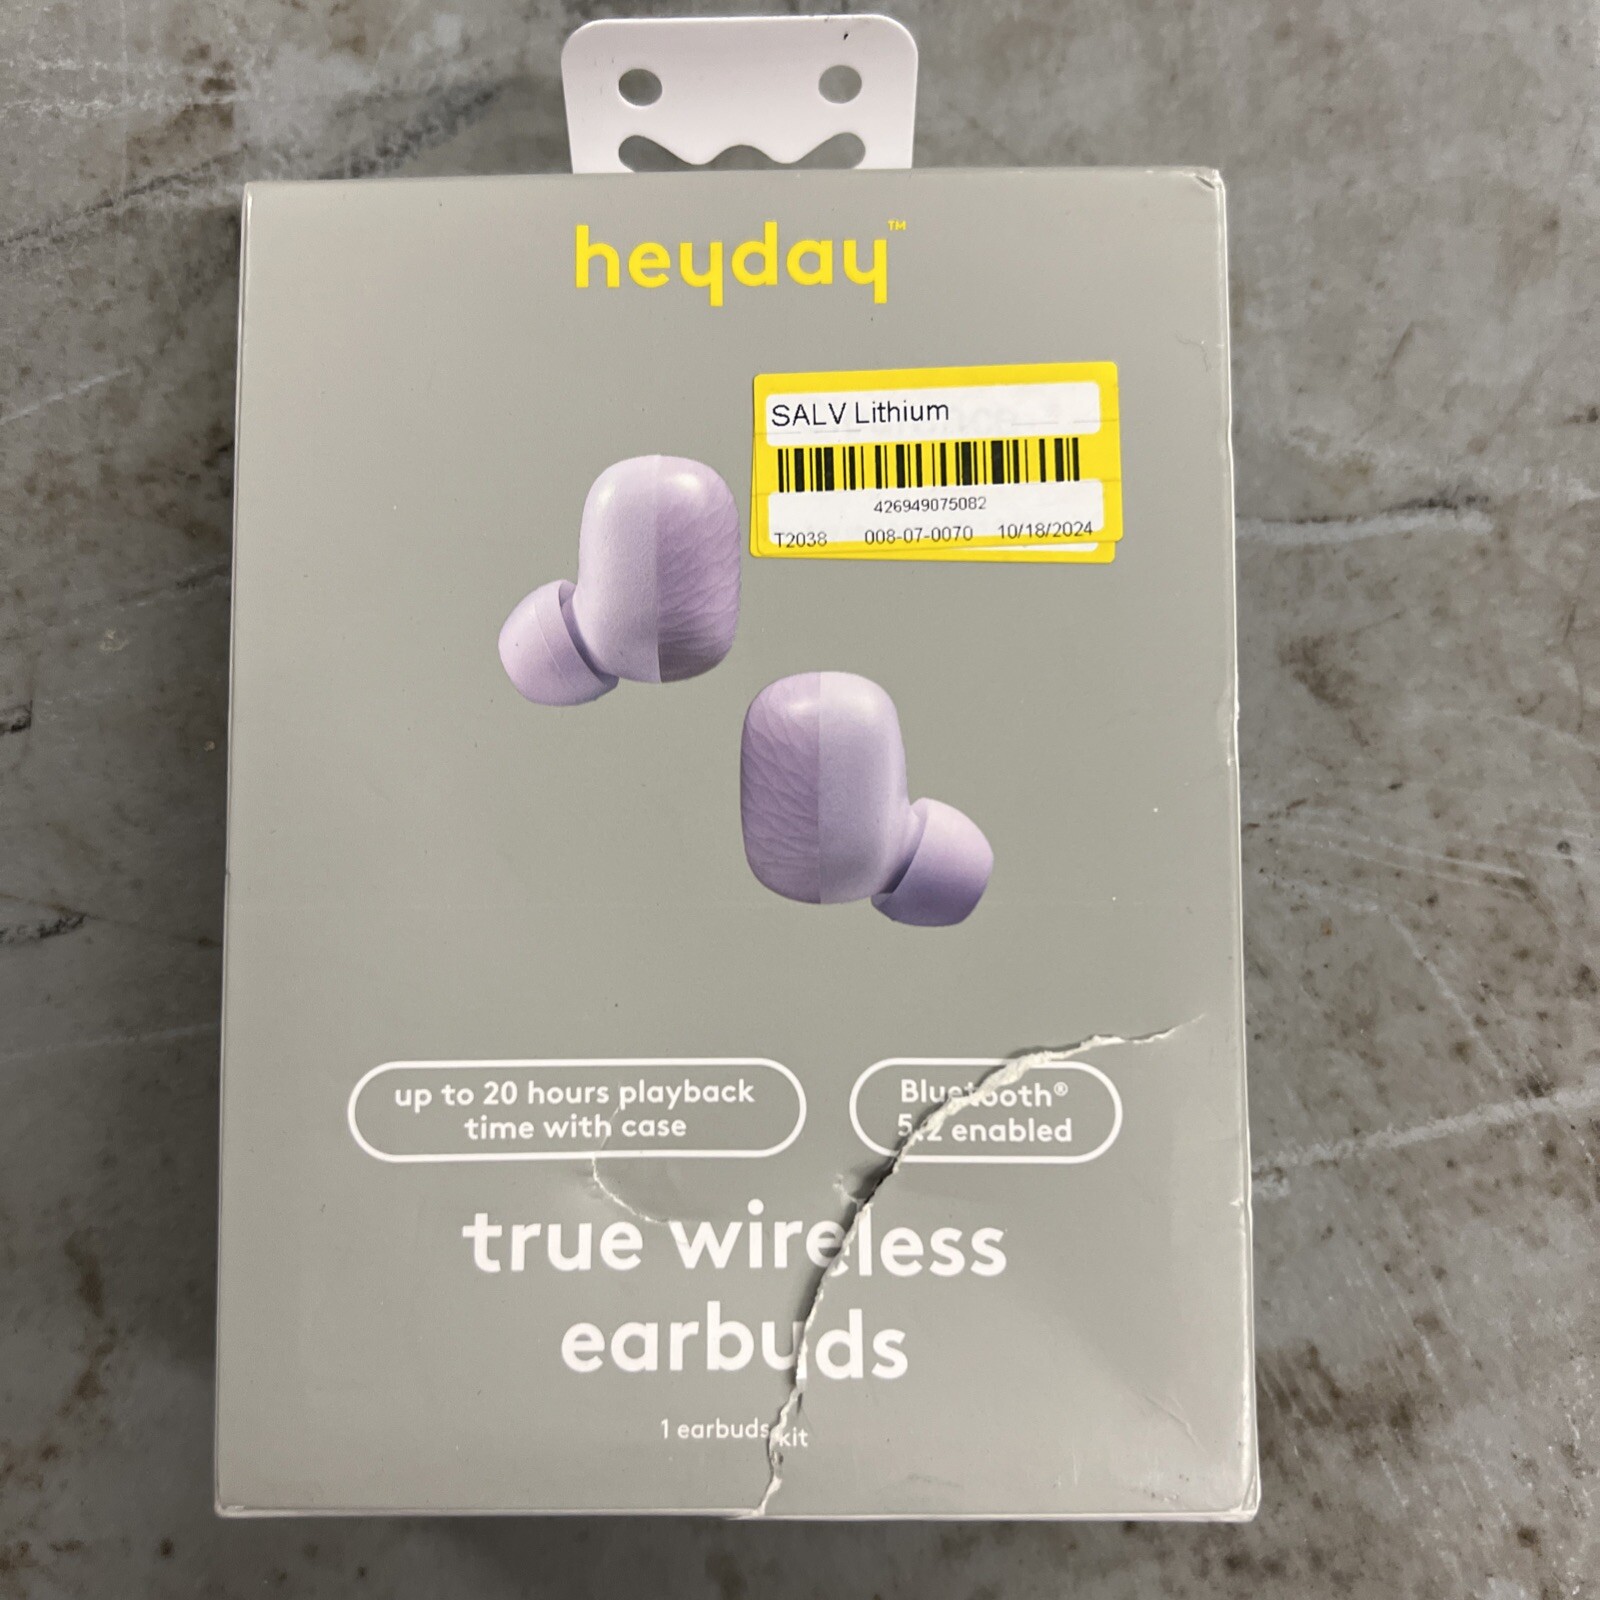 heyday™
SALV Lithium
426949075082
T2038 008-07-0070 10/18/2024
up to 20 hours playback
time with case
Bluetooth®
5.2 enabled
true wireless
earbuds
1 earbuds kit